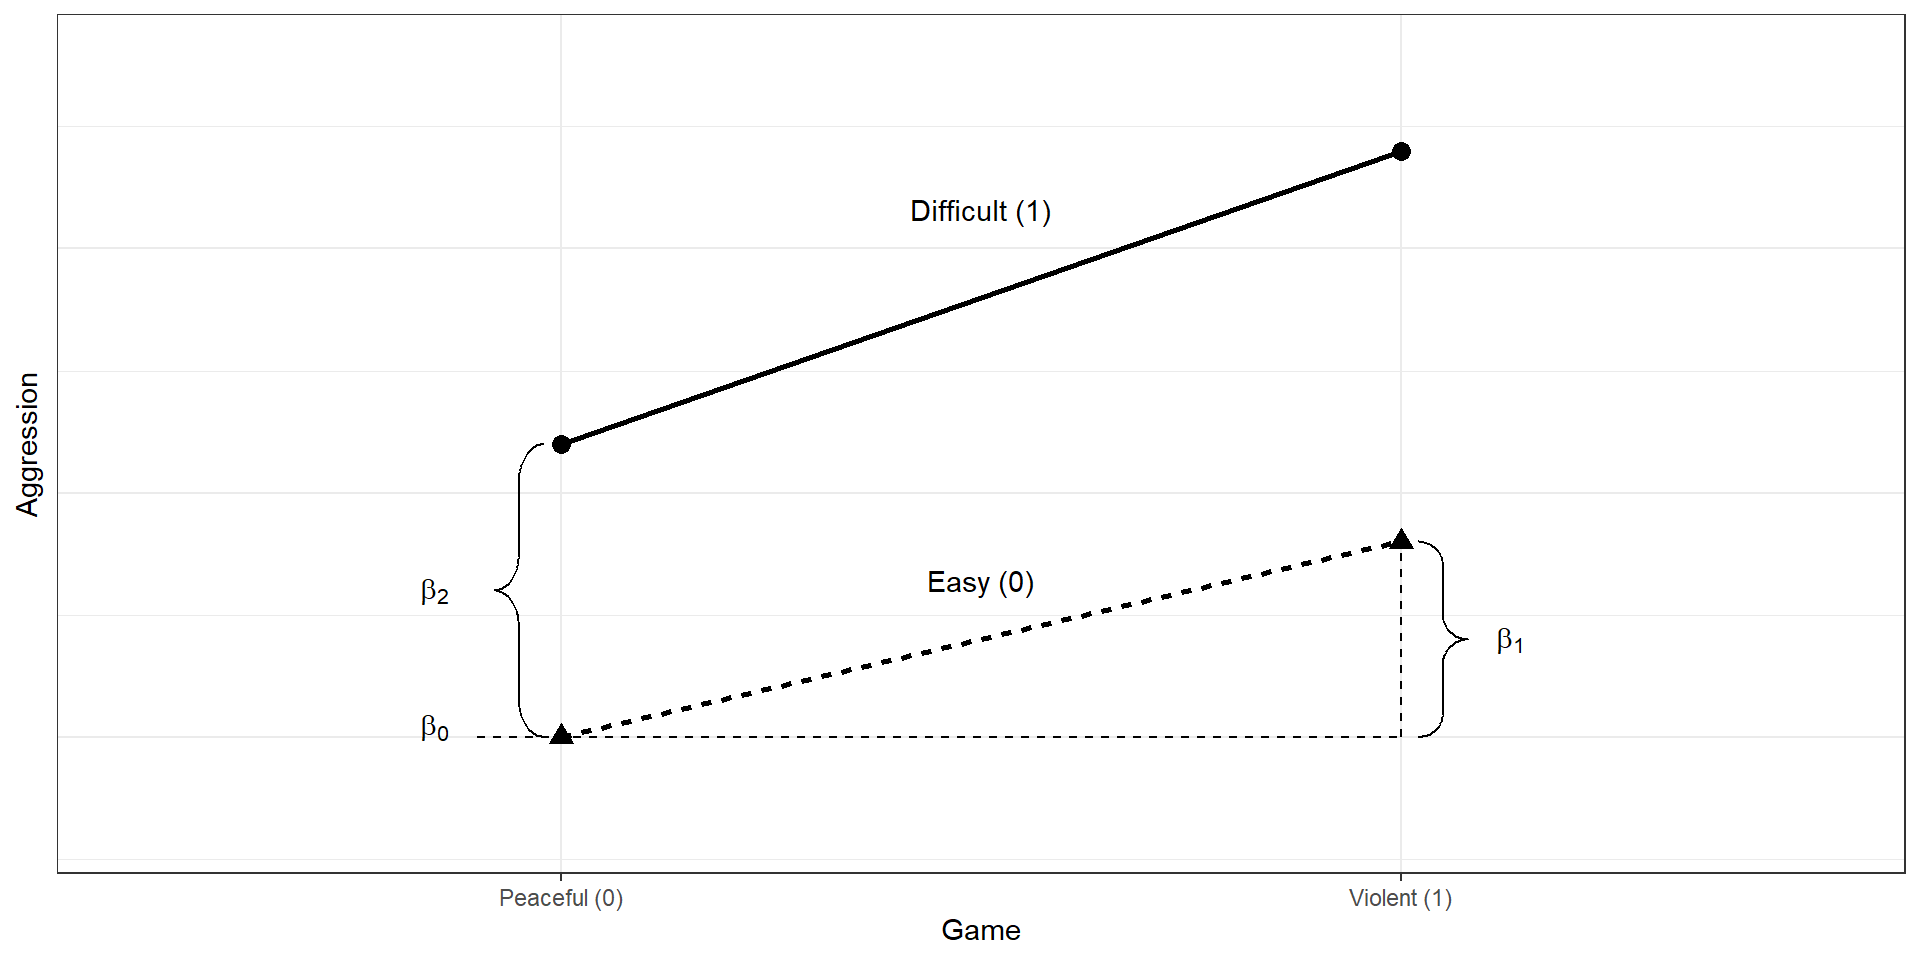 Difficult (1)
Aggression
Easy (0)
β2
β1
β0
Peaceful (0)
Violent (1)
Game